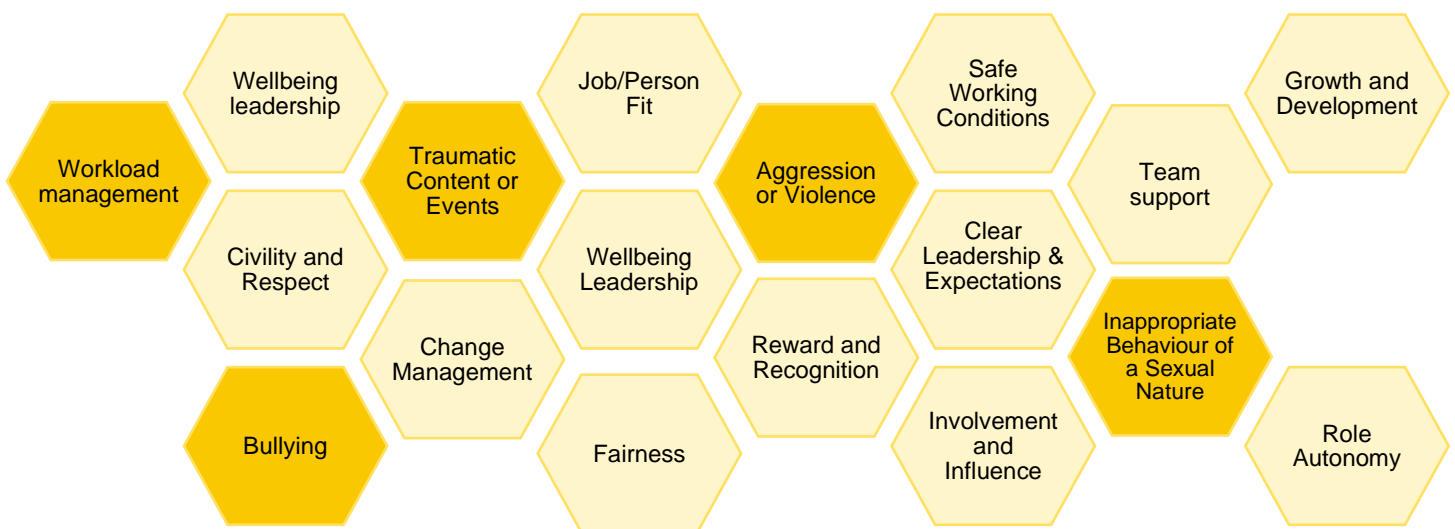 Wellbeing
leadership
Job/Person
Fit
Safe
Working
Conditions
Growth and
Development
Workload
management
Traumatic
Content or
Events
Aggression
or Violence
Team
support
Civility and
Respect
Wellbeing
Leadership
Clear
Leadership &
Expectations
Change
Management
Reward and
Recognition
Inappropriate
Behaviour of
a Sexual
Nature
Bullying
Fairness
Involvement
and
Influence
Role
Autonomy